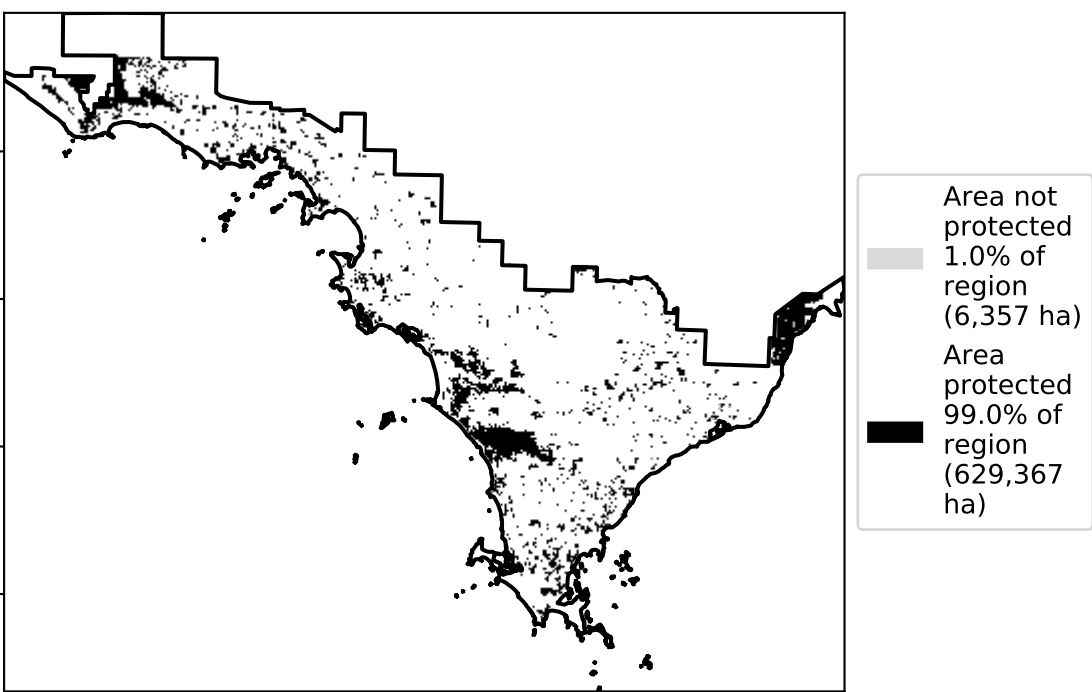 Area not
protected
1.0% of
region
(6,357 ha)
Area
protected
99.0% of
region
(629,367
ha)